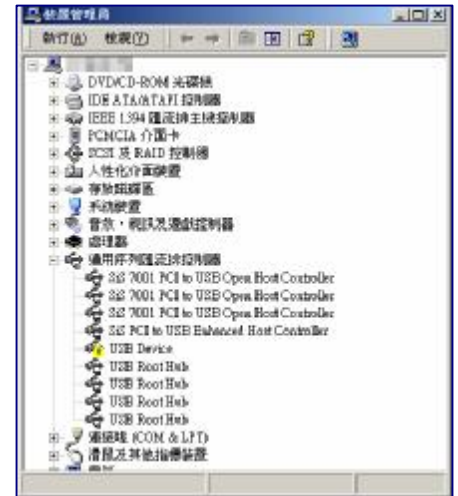 裝置管理員
執行(A) 檢視(V)
DVD/CD-ROM 光碟機
IDE ATA/ATAPI 控制器
IEEE 1394 匯流排主機控制器
PCMCIA 介面卡
SCSI 及 RAID 控制器
人性化介面裝置
存放磁碟區
系統裝置
音效,視訊及遊戲控制器
處理器
通用序列匯流排控制器
SiS 7001 PCI to USB Open Host Controller
SiS 7001 PCI to USB Open Host Controller
SiS 7001 PCI to USB Open Host Controller
SiS PCI to USB Enhanced Host Controller
USB Device
USB Root Hub
USB Root Hub
USB Root Hub
USB Root Hub
連接埠 (COM & LPT)
滑鼠及其他指標裝置